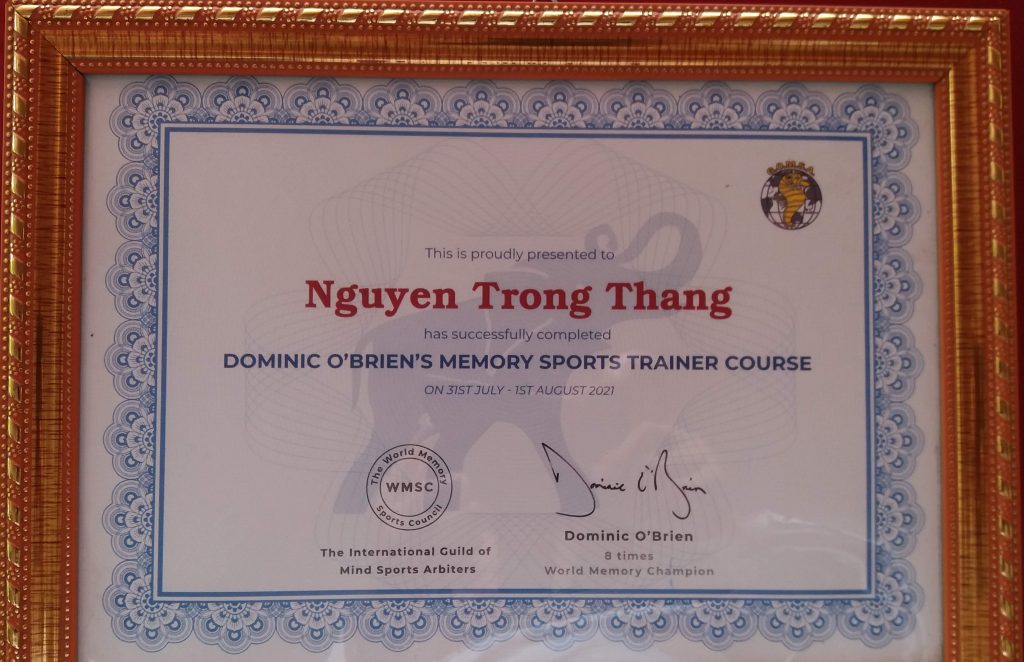 G.O.M.S.A.
This is proudly presented to
Nguyen Trong Thang
has successfully completed
DOMINIC O'BRIEN'S MEMORY SPORTS TRAINER COURSE
ON 31ST JULY - 1ST AUGUST 2021
The World Memory
WMSC
Sports Council
Dominic O'Brien
The International Guild of
Mind Sports Arbiters
Dominic O'Brien
8 times
World Memory Champion